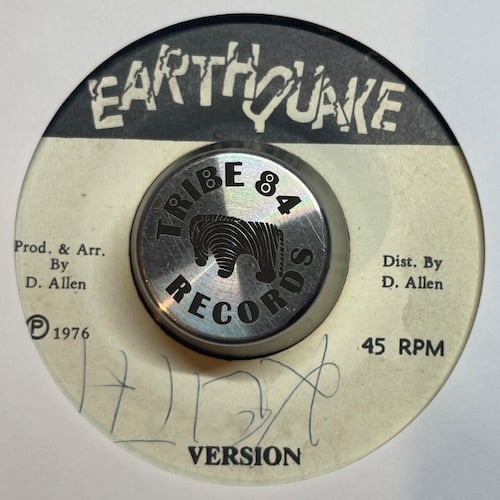 EARTHQUAKE
TRIBE 84
RECORDS
Prod. & Arr.
By
D. Allen
Dist. By
D. Allen
℗ 1976
45 RPM
VERSION